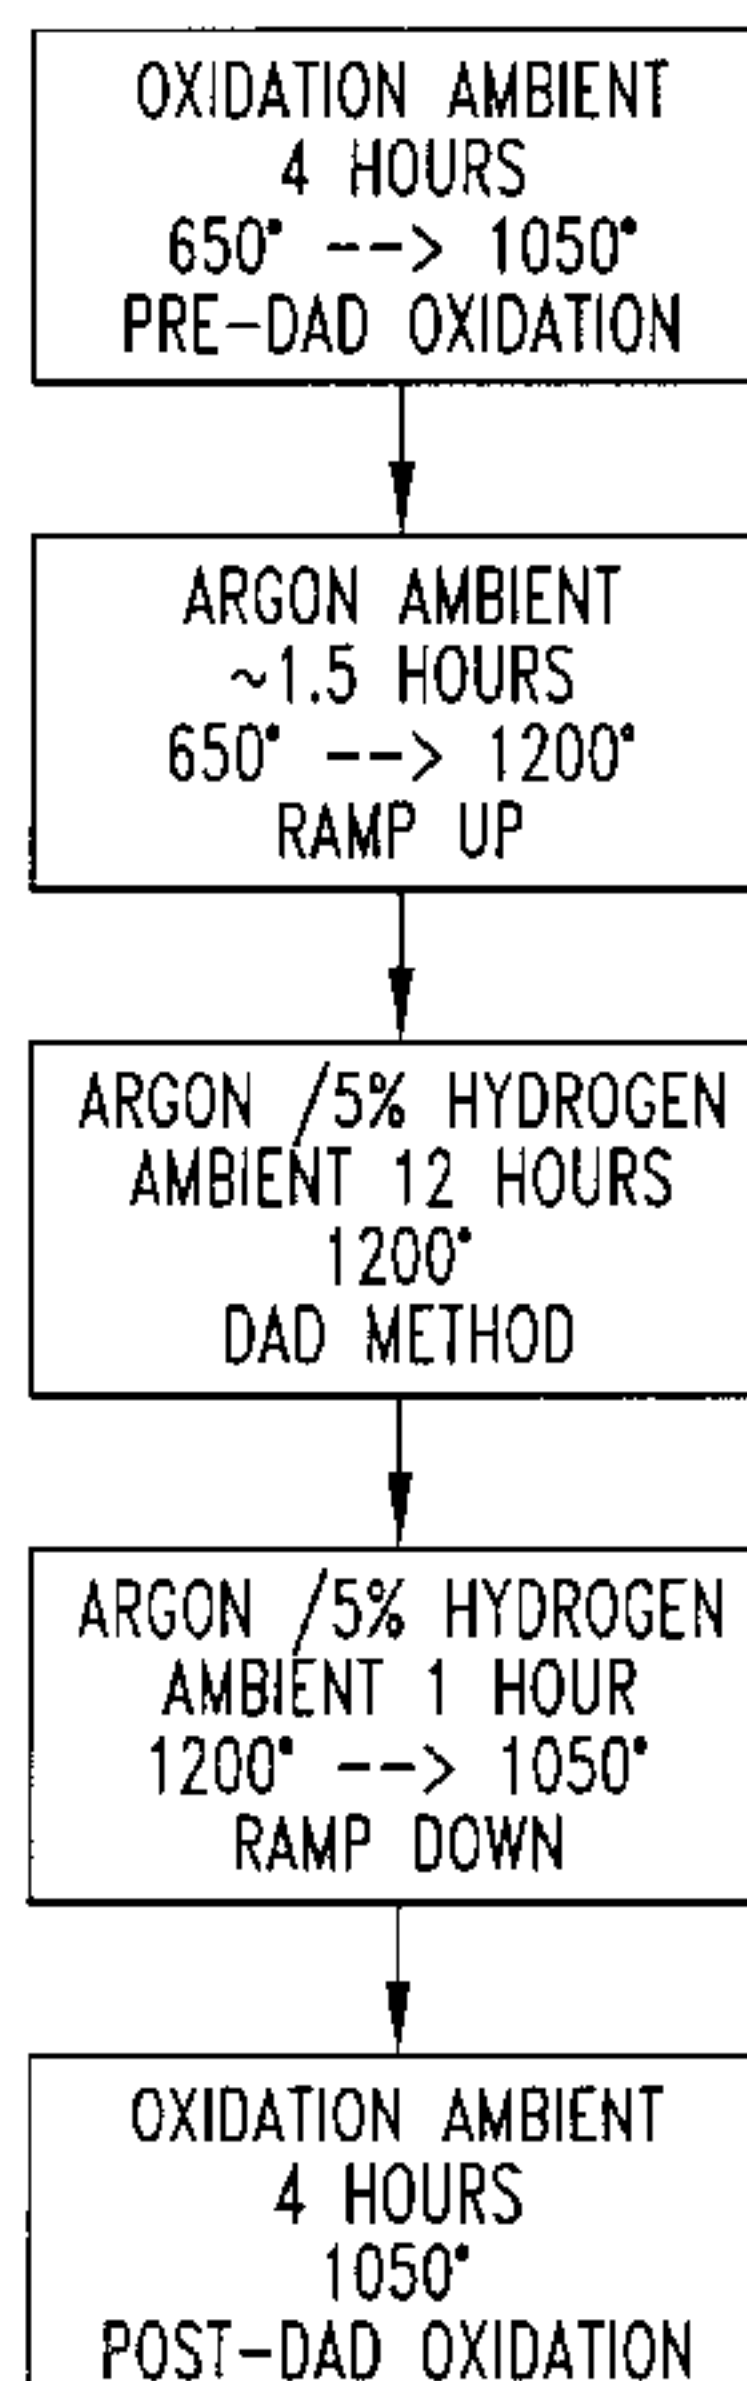 OXIDATION AMBIENT
4 HOURS
650° --> 1050°
PRE-DAD OXIDATION
ARGON AMBIENT
~1.5 HOURS
650° --> 1200°
RAMP UP
ARGON /5% HYDROGEN
AMBIENT 12 HOURS
1200°
DAD METHOD
ARGON /5% HYDROGEN
AMBIENT 1 HOUR
1200° --> 1050°
RAMP DOWN
OXIDATION AMBIENT
4 HOURS
1050°
POST-DAD OXIDATION